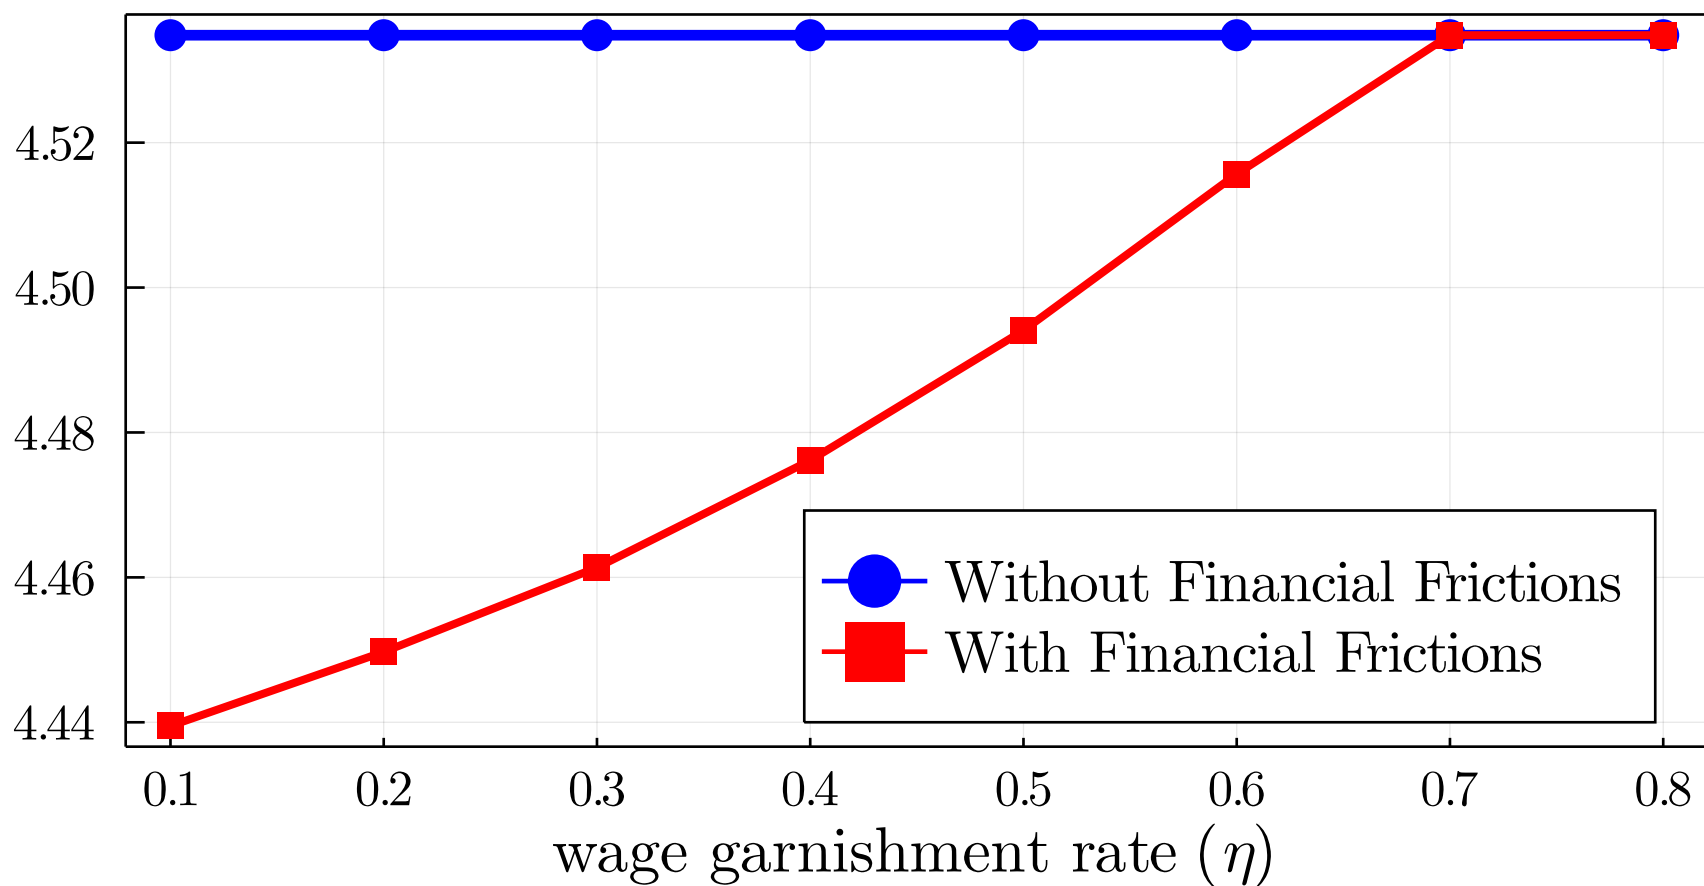 4.52
4.50
4.48
4.46
4.44
Without Financial Frictions
With Financial Frictions
0.1 0.2 0.3 0.4 0.5 0.6 0.7 0.8
wage garnishment rate (η)